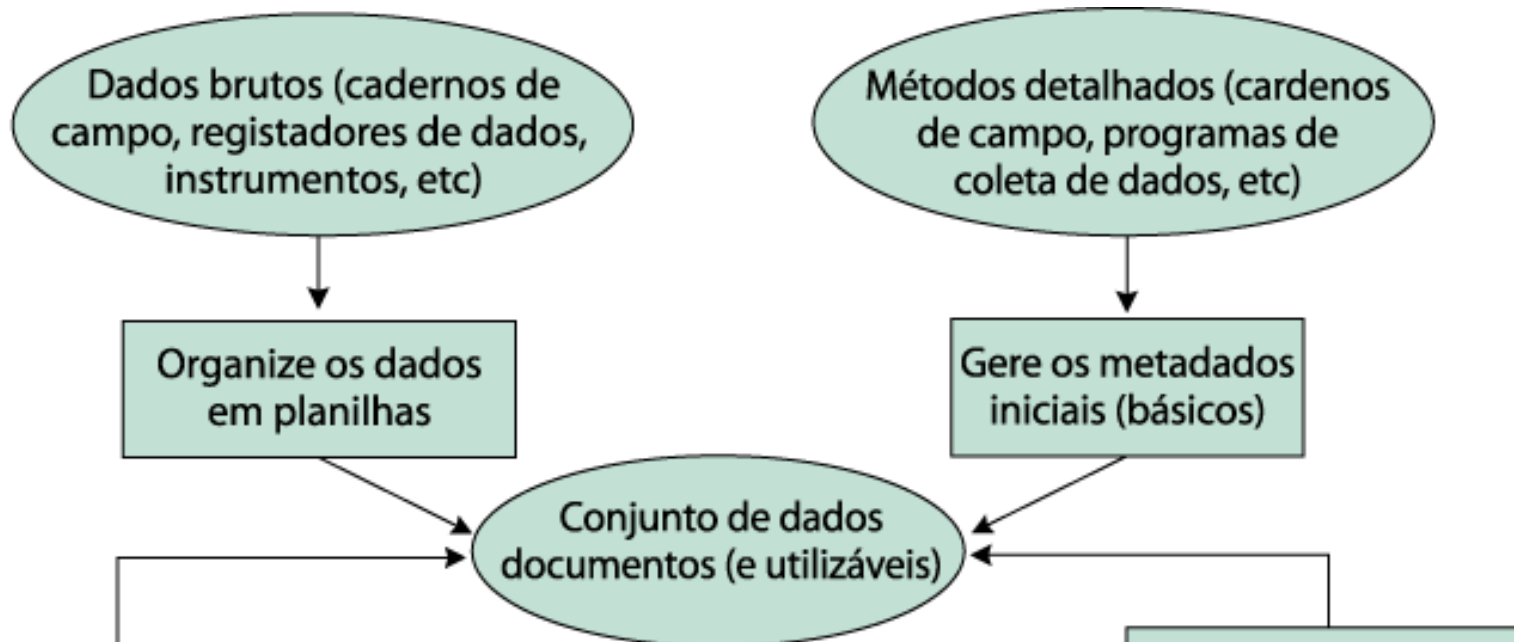 Dados brutos (cadernos de
campo, registadores de dados,
instrumentos, etc)
Métodos detalhados (cardenos
de campo, programas de
coleta de dados, etc)
Organize os dados
em planilhas
Gere os metadados
iniciais (básicos)
Conjunto de dados
documentos (e utilizáveis)